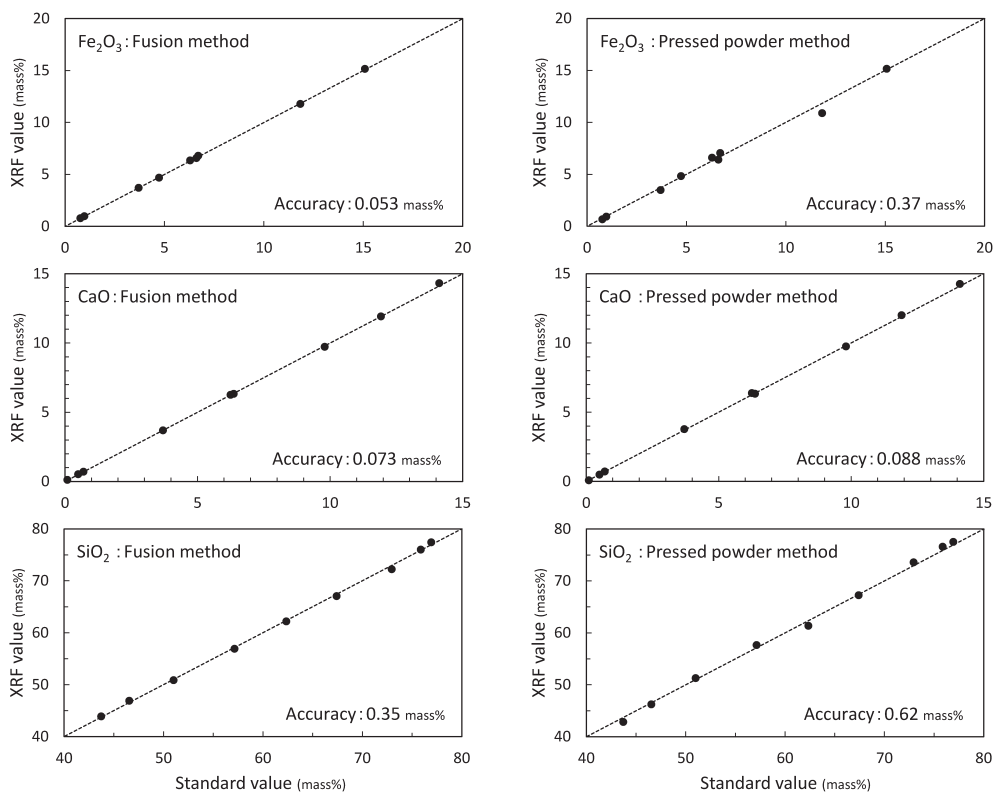 20
15
10
5
0
XRF value (mass%)
Fe₂O₃ : Fusion method
Accuracy : 0.053 mass%
0 5 10 15 20
20
15
10
5
0
XRF value (mass%)
Fe₂O₃ : Pressed powder method
Accuracy : 0.37 mass%
0 5 10 15 20
15
10
5
0
XRF value (mass%)
CaO : Fusion method
Accuracy : 0.073 mass%
0 5 10 15
15
10
5
0
XRF value (mass%)
CaO : Pressed powder method
Accuracy : 0.088 mass%
0 5 10 15
80
70
60
50
40
XRF value (mass%)
SiO₂ : Fusion method
Accuracy : 0.35 mass%
40 50 60 70 80
Standard value (mass%)
80
70
60
50
40
XRF value (mass%)
SiO₂ : Pressed powder method
Accuracy : 0.62 mass%
40 50 60 70 80
Standard value (mass%)